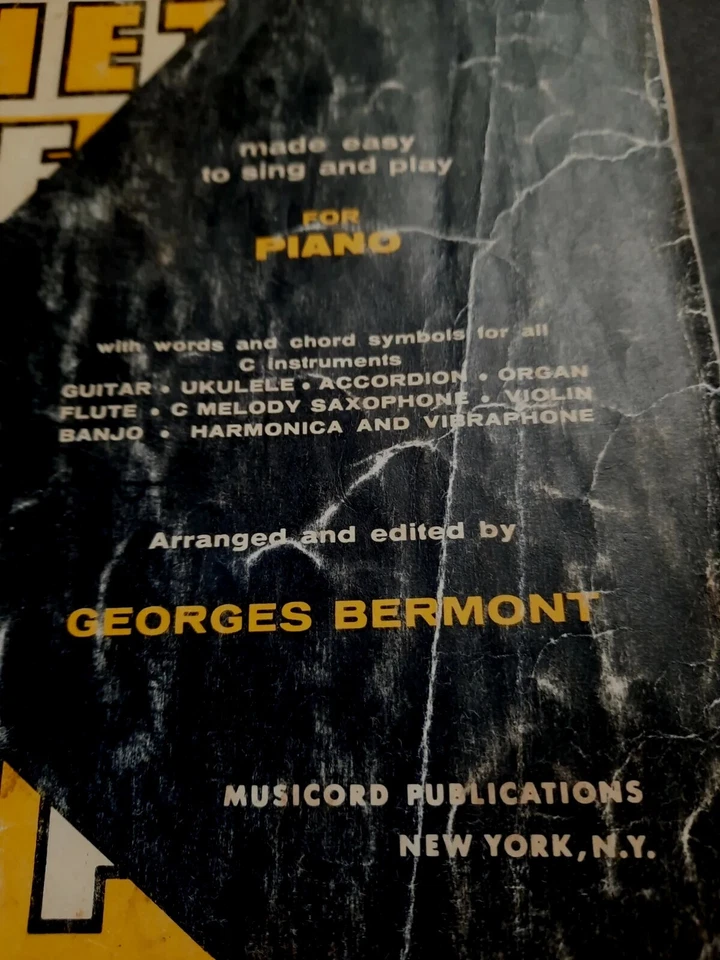 made easy
to sing and play
FOR
PIANO
with words and chord symbols for all
C Instruments
GUITAR • UKULELE • ACCORDION • ORGAN
FLUTE • C MELODY SAXOPHONE • VIOLIN
BANJO • HARMONICA AND VIBRAPHONE
Arranged and edited by
GEORGES BERMONT
MUSICORD PUBLICATIONS
NEW YORK, N.Y.